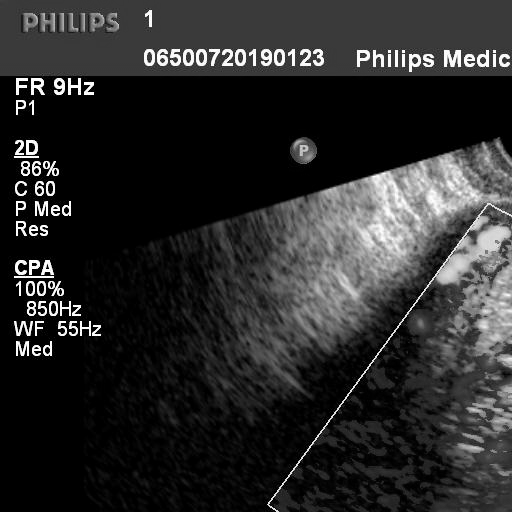 PHILIPS
1
06500720190123 Philips Medic
FR 9Hz
P1
P
2D
86%
C 60
P Med
Res
CPA
100%
850Hz
WF 55Hz
Med